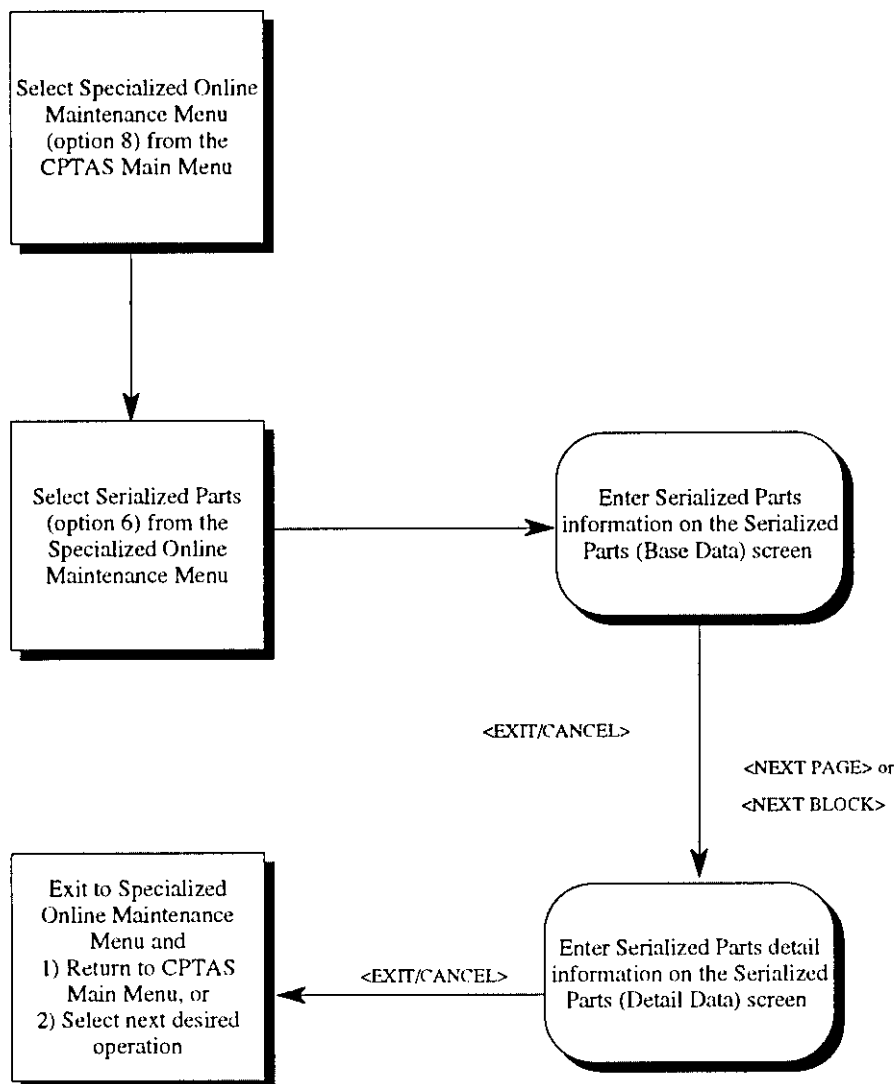 Select Specialized Online
Maintenance Menu
(option 8) from the
CPTAS Main Menu
Select Serialized Parts
(option 6) from the
Specialized Online
Maintenance Menu
Enter Serialized Parts
information on the Serialized
Parts (Base Data) screen
<EXIT/CANCEL>
<NEXT PAGE> or
<NEXT BLOCK>
Exit to Specialized
Online Maintenance
Menu and
1) Return to CPTAS
Main Menu, or
2) Select next desired
operation
<EXIT/CANCEL>
Enter Serialized Parts detail
information on the Serialized
Parts (Detail Data) screen